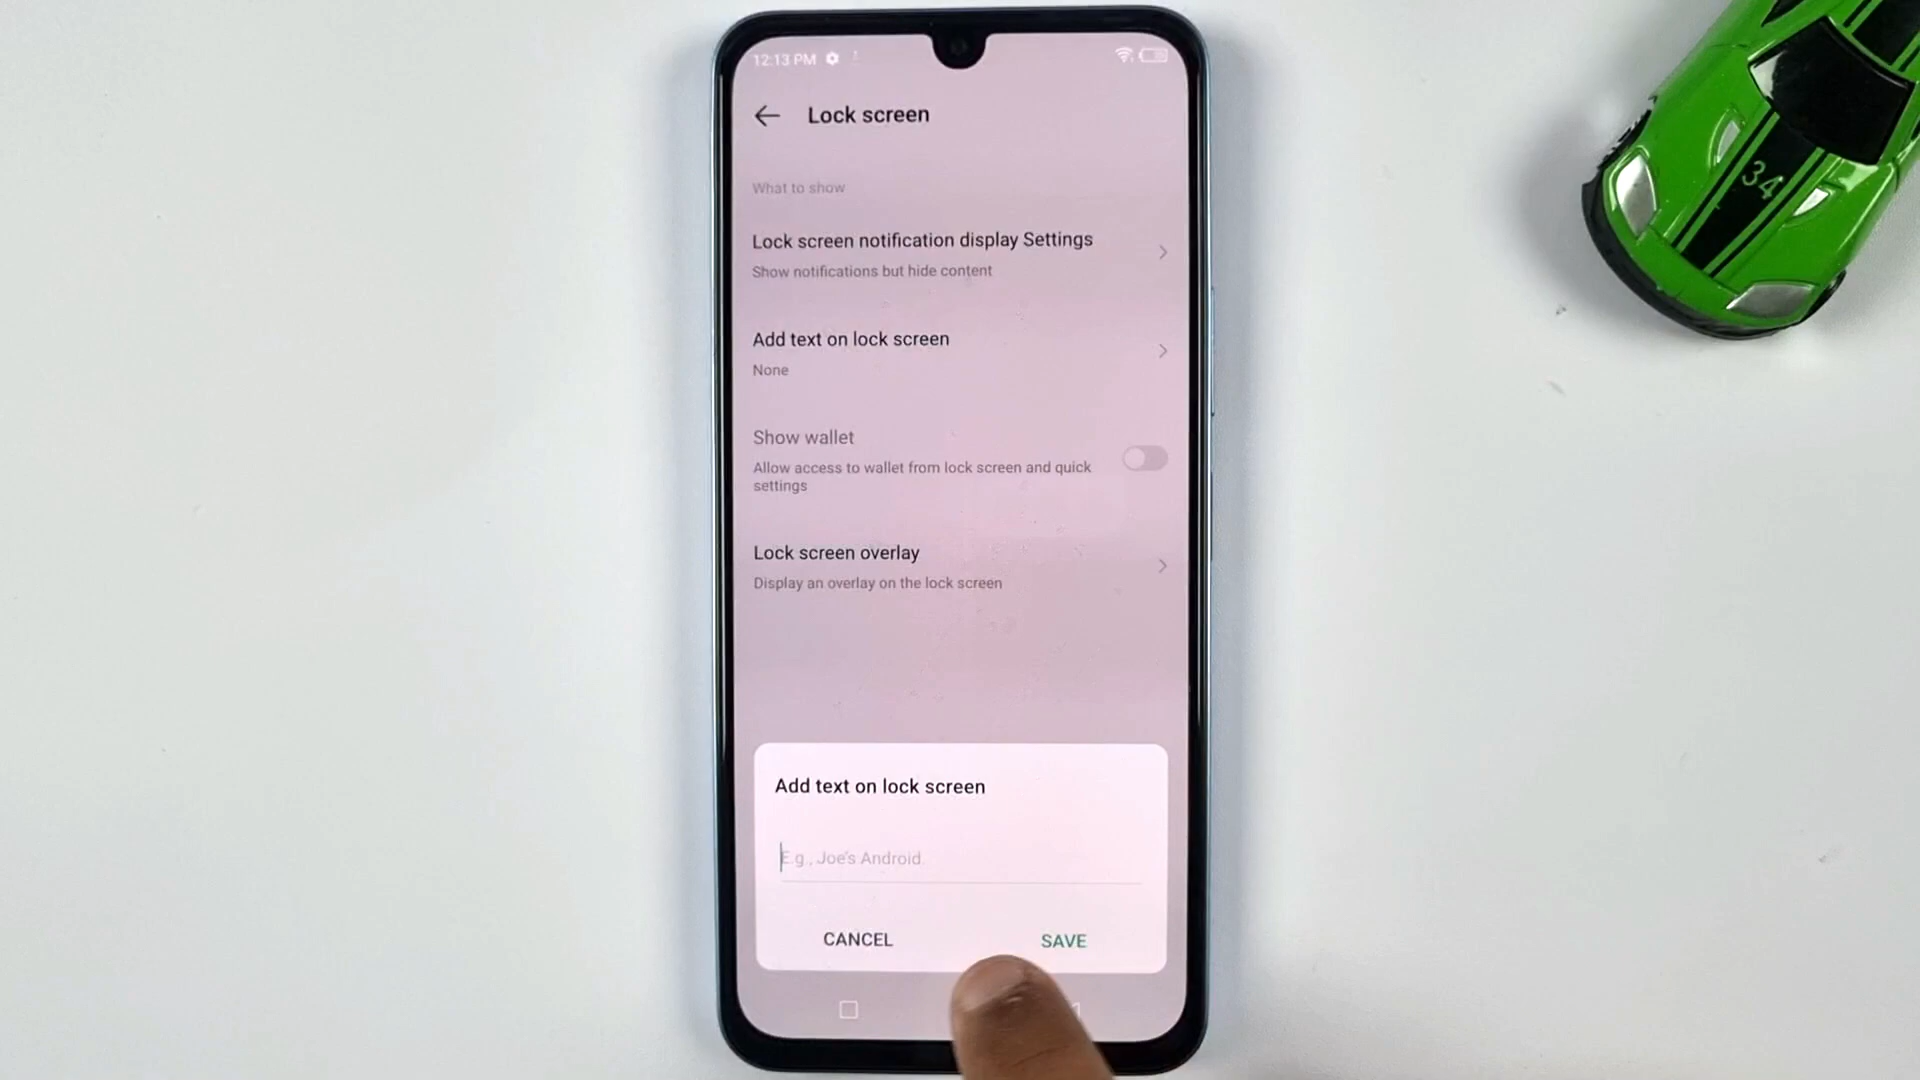 12:13 PM
Lock screen
What to show
Lock screen notification display Settings
Show notifications but hide content
Add text on lock screen
None
Show wallet
Allow access to wallet from lock screen and quick
settings
Lock screen overlay
Display an overlay on the lock screen
Add text on lock screen
E.g., Joe's Android.
CANCEL
SAVE
34